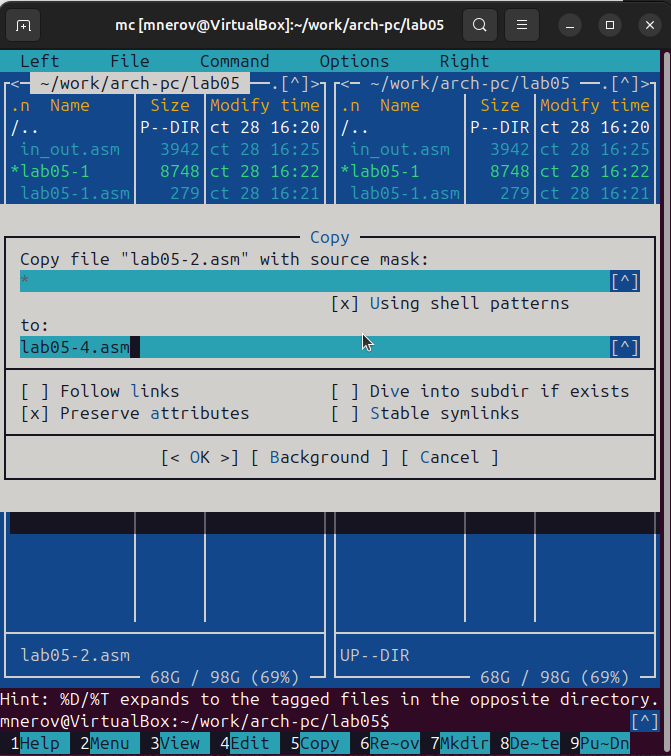 mc [mnerov@VirtualBox]:~/work/arch-pc/lab05
Left File Command Options Right
<─ ~/work/arch-pc/lab05 ──.[^]>┐┌<─ ~/work/arch-pc/lab05 ──.[^]>
.n Name Size Modify time .n Name Size Modify time
/.. P--DIR ct 28 16:20 /.. P--DIR ct 28 16:20
in_out.asm 3942 ct 28 16:25 in_out.asm 3942 ct 28 16:25
*lab05-1 8748 ct 28 16:22 *lab05-1 8748 ct 28 16:22
lab05-1.asm 279 ct 28 16:21 lab05-1.asm 279 ct 28 16:21
Copy
Copy file "lab05-2.asm" with source mask:
* [^]
[x] Using shell patterns
to:
lab05-4.asm [^]
[ ] Follow links [ ] Dive into subdir if exists
[x] Preserve attributes [ ] Stable symlinks
[< OK >] [ Background ] [ Cancel ]
lab05-2.asm UP--DIR
68G / 98G (69%) 68G / 98G (69%)
Hint: %D/%T expands to the tagged files in the opposite directory.
mnerov@VirtualBox:~/work/arch-pc/lab05$ [^]
1Help 2Menu 3View 4Edit 5Copy 6Re~ov 7Mkdir 8De~te 9Pu~Dn